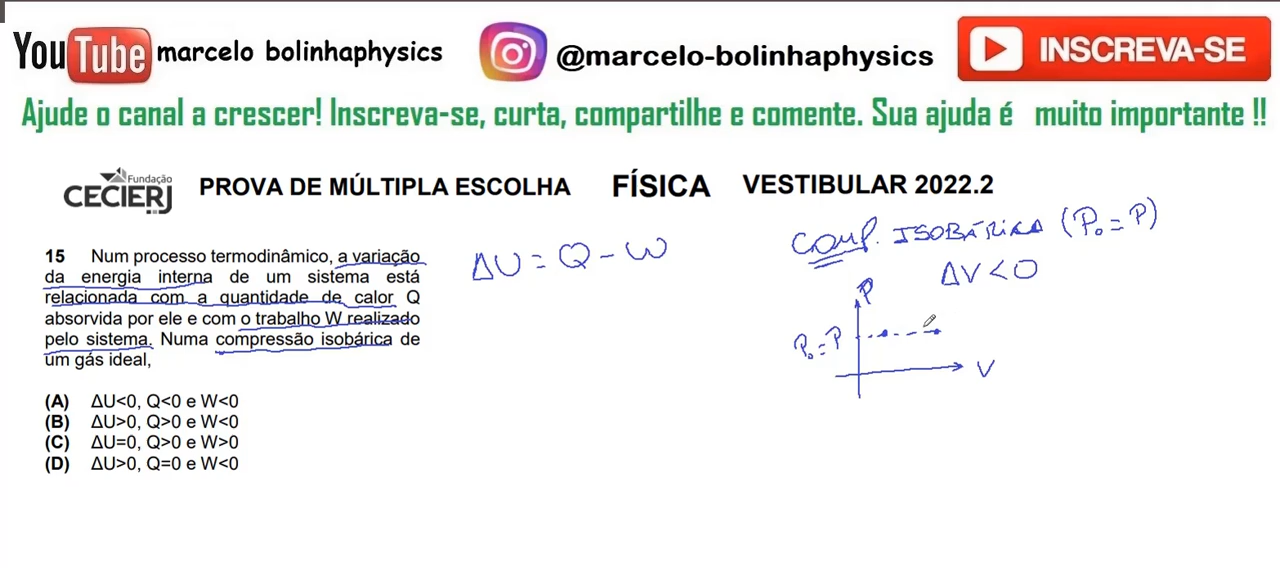 YouTube marcelo bolinhaphysics @marcelo-bolinhaphysics INSCREVA-SE
Ajude o canal a crescer! Inscreva-se, curta, compartilhe e comente. Sua ajuda é muito importante !!
Fundação
CECIERJ PROVA DE MÚLTIPLA ESCOLHA FÍSICA VESTIBULAR 2022.2
15 Num processo termodinâmico, a variação
da energia interna de um sistema está
relacionada com a quantidade de calor Q
absorvida por ele e com o trabalho W realizado
pelo sistema. Numa compressão isobárica de
um gás ideal,
(A) ΔU<0, Q<0 e W<0
(B) ΔU>0, Q>0 e W<0
(C) ΔU=0, Q>0 e W>0
(D) ΔU>0, Q=0 e W<0
ΔU = Q - W
COMP. ISOBÁRICA (P₀ = P)
ΔV < 0
P
P₀ = P
V